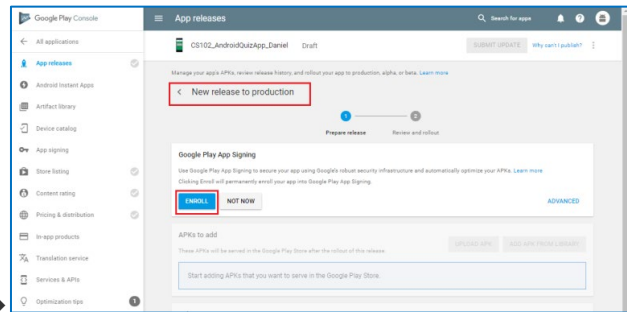 Google Play Console
App releases
Search for apps
All applications
CS102_AndroidQuizApp_Daniel Draft
SUBMIT UPDATE Why can't I publish?
App releases
Android Instant Apps
Artifact library
Device catalog
App signing
Store listing
Content rating
Pricing & distribution
In-app products
Translation service
Services & APIs
Optimization tips 1
Manage your app's APKs, review release history, and rollout your app to production, alpha, or beta. Learn more
New release to production
1 2
Prepare release Review and rollout
Google Play App Signing
Use Google Play App Signing to secure your app using Google's robust security infrastructure and automatically optimize your APKs. Learn more
Clicking Enroll will permanently enroll your app into Google Play App Signing
ENROLL NOT NOW ADVANCED
APKs to add
These APKs will be served in the Google Play Store after the rollout of this release
UPLOAD APK ADD APK FROM LIBRARY
Start adding APKs that you want to serve in the Google Play Store